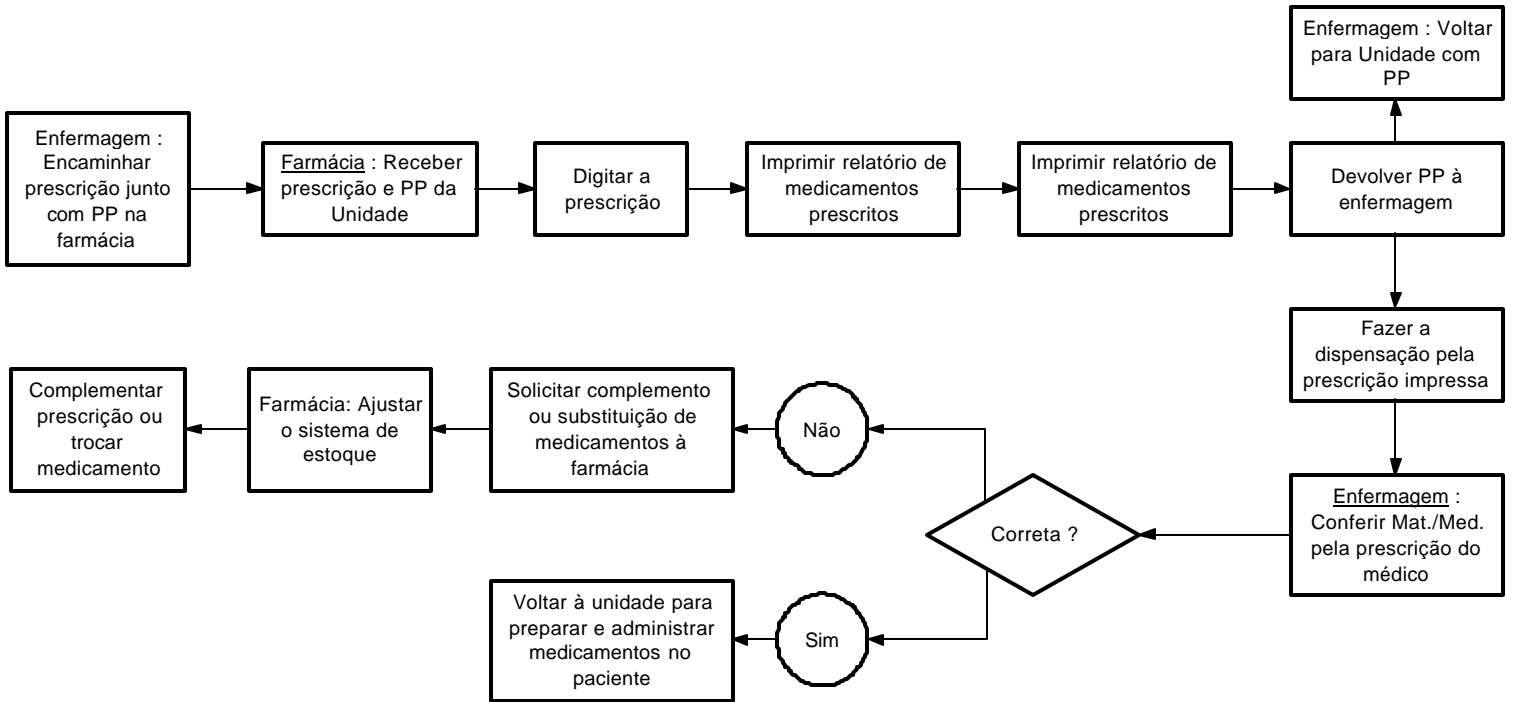 Enfermagem : Voltar
para Unidade com
PP
Enfermagem :
Encaminhar
prescrição junto
com PP na
farmácia
Farmácia : Receber
prescrição e PP da
Unidade
Digitar a
prescrição
Imprimir relatório de
medicamentos
prescritos
Imprimir relatório de
medicamentos
prescritos
Devolver PP à
enfermagem
Fazer a
dispensação pela
prescrição impressa
Enfermagem :
Conferir Mat./Med.
pela prescrição do
médico
Correta ?
Não
Solicitar complemento
ou substituição de
medicamentos à
farmácia
Farmácia: Ajustar
o sistema de
estoque
Complementar
prescrição ou
trocar
medicamento
Sim
Voltar à unidade para
preparar e administrar
medicamentos no
paciente